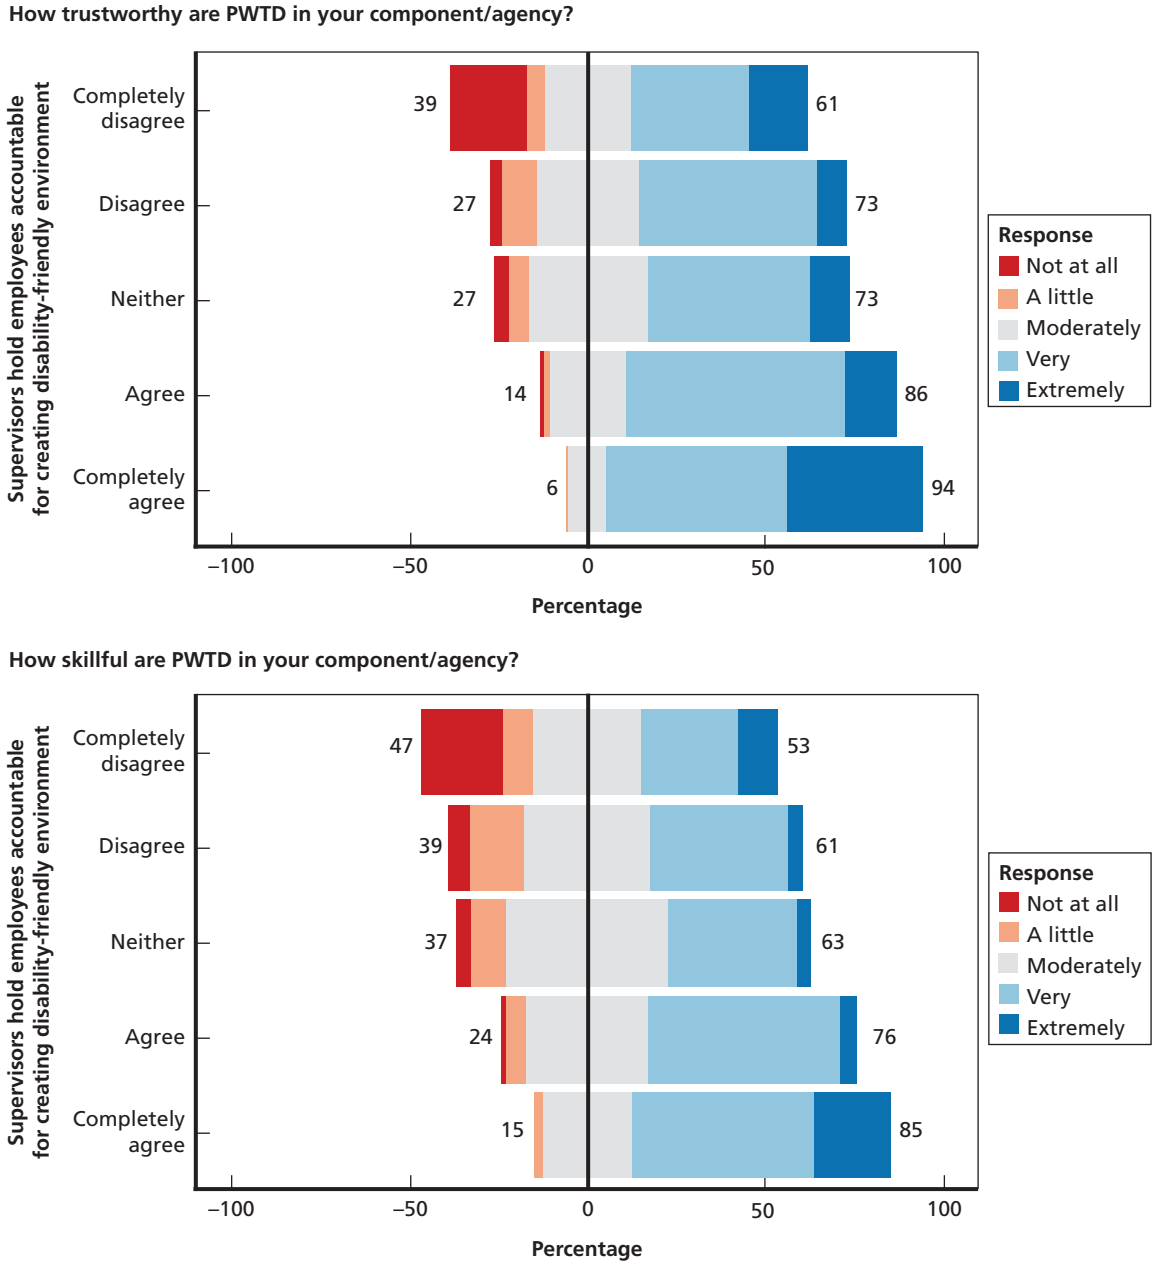 How trustworthy are PWTD in your component/agency?
Supervisors hold employees accountable
for creating disability-friendly environment
Completely
disagree
39
61
Disagree
27
73
Neither
27
73
Agree
14
86
Completely
agree
6
94
−100
−50
0
50
100
Percentage
Response
Not at all
A little
Moderately
Very
Extremely
How skillful are PWTD in your component/agency?
Supervisors hold employees accountable
for creating disability-friendly environment
Completely
disagree
47
53
Disagree
39
61
Neither
37
63
Agree
24
76
Completely
agree
15
85
−100
−50
0
50
100
Percentage
Response
Not at all
A little
Moderately
Very
Extremely